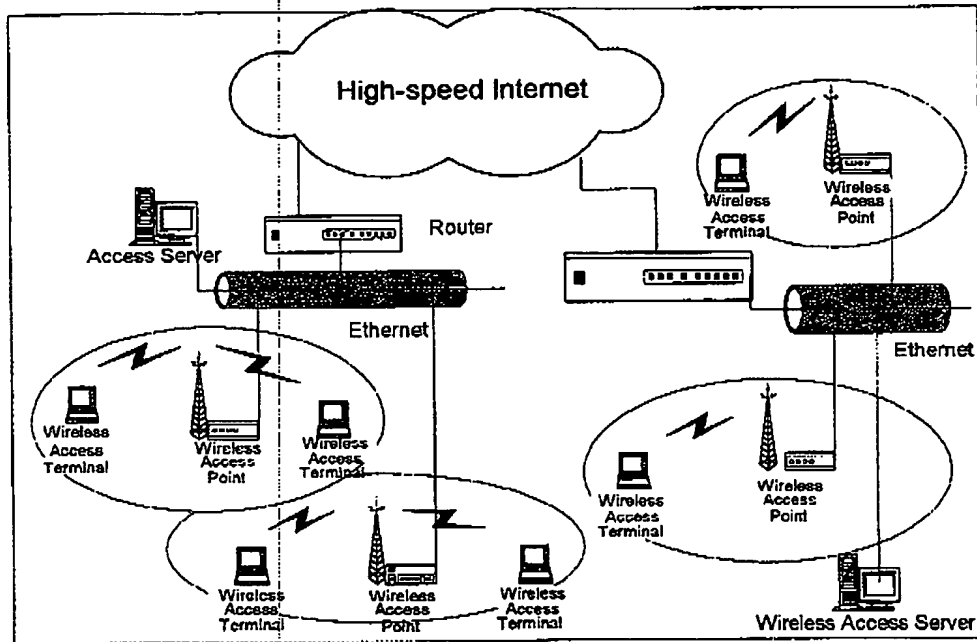 High-speed Internet
Wireless
Access
Terminal
Wireless
Access
Point
Access Server
Router
Ethernet
Ethernet
Wireless
Access
Terminal
Wireless
Access
Point
Wireless
Access
Terminal
Wireless
Access
Terminal
Wireless
Access
Point
Wireless
Access
Terminal
Wireless
Access
Point
Wireless
Access
Terminal
Wireless Access Server